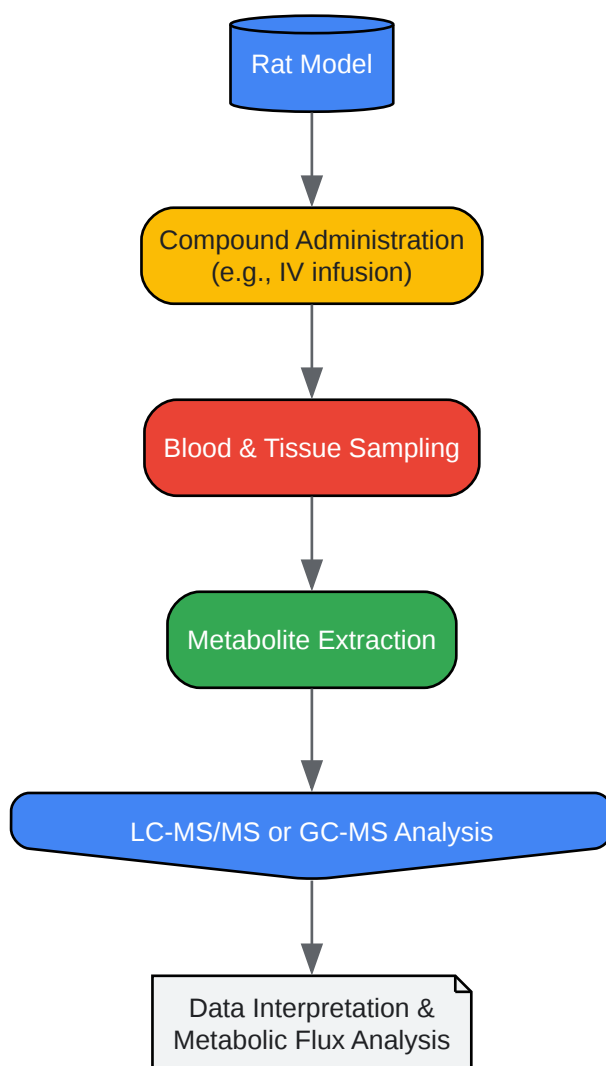 Rat Model
Compound Administration
(e.g., IV infusion)
Blood & Tissue Sampling
Metabolite Extraction
LC-MS/MS or GC-MS Analysis
Data Interpretation &
Metabolic Flux Analysis